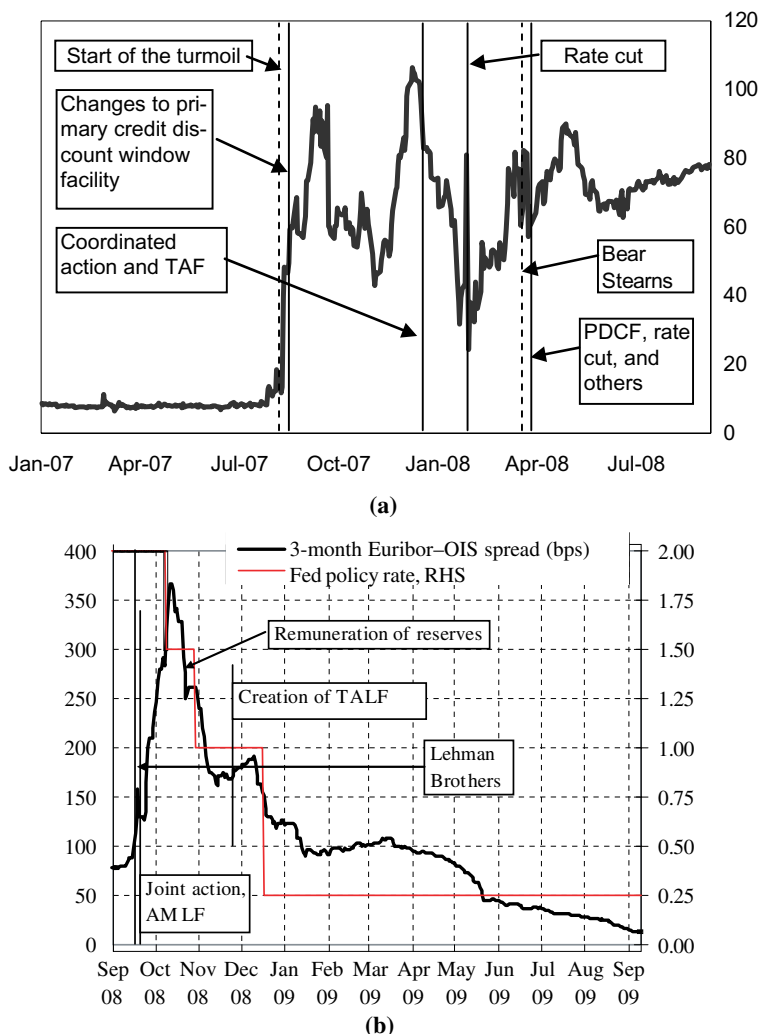 120
Start of the turmoil
Rate cut
Changes to pri-
mary credit dis-
count window
facility
100
80
Coordinated
action and TAF
60
Bear
Stearns
40
PDCF, rate
cut, and
others
20
0
Jan-07 Apr-07 Jul-07 Oct-07 Jan-08 Apr-08 Jul-08
(a)
3-month Euribor–OIS spread (bps)
Fed policy rate, RHS
400 2.00
350 1.75
Remuneration of reserves
300 1.50
Creation of TALF
250 1.25
200 1.00
Lehman
Brothers
150 0.75
100 0.50
Joint action,
AMLF
50 0.25
0 0.00
Sep Oct Nov Dec Jan Feb Mar Apr May Jun Jul Aug Sep
08 08 08 08 09 09 09 09 09 09 09 09 09
(b)